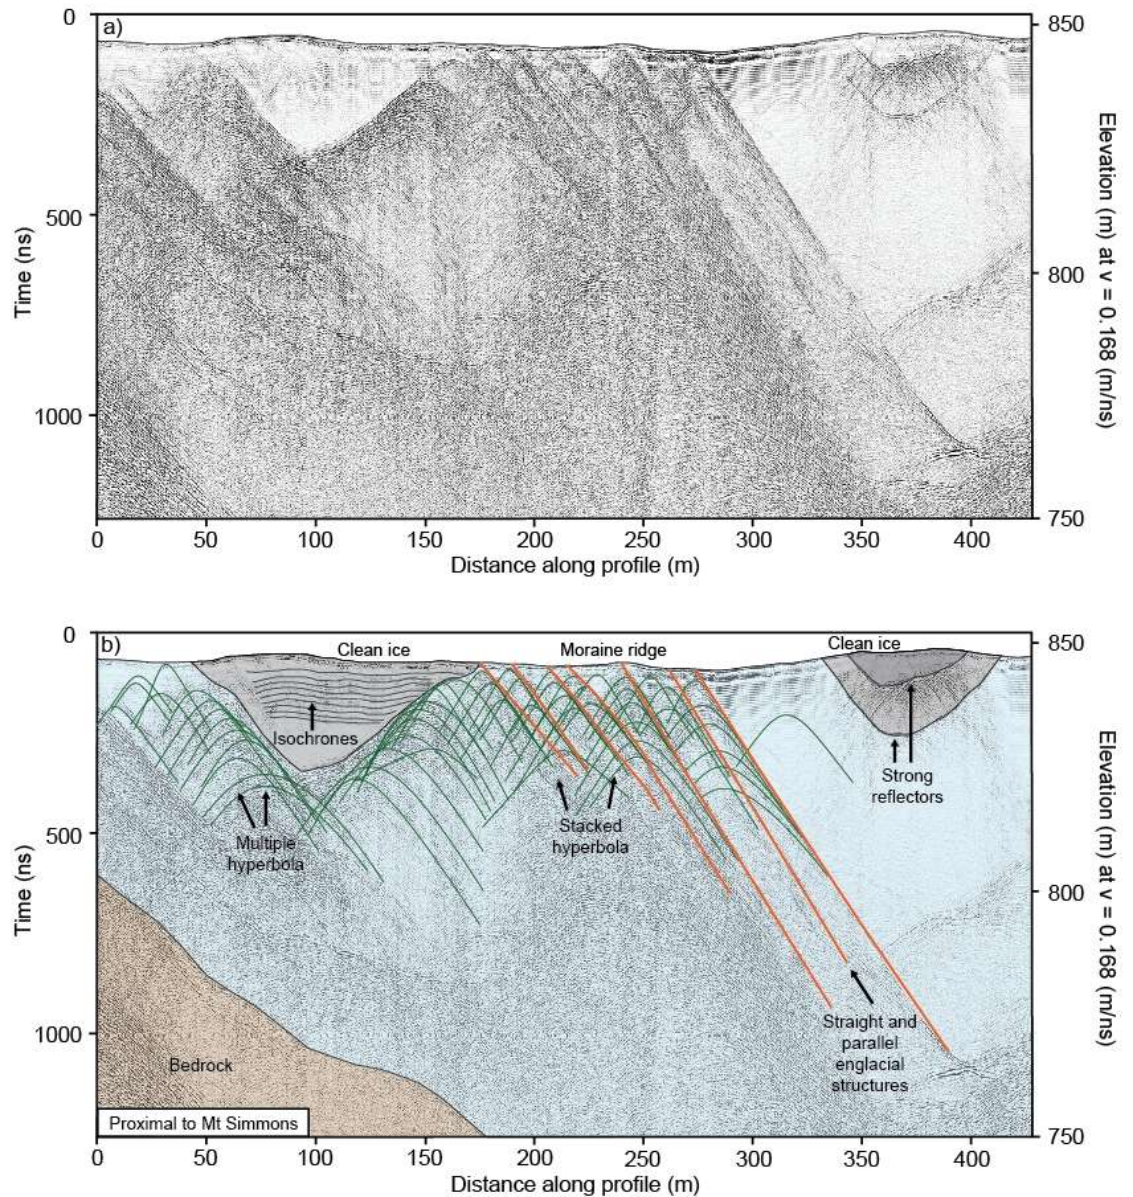 a)
0
500
1000
Time (ns)
850
800
750
Elevation (m) at v = 0.168 (m/ns)
0 50 100 150 200 250 300 350 400
Distance along profile (m)
b)
0
500
1000
Time (ns)
850
800
750
Elevation (m) at v = 0.168 (m/ns)
Clean ice
Moraine ridge
Clean ice
Isochrones
Multiple
hyperbola
Stacked
hyperbola
Strong
reflectors
Straight and
parallel
englacial
structures
Bedrock
Proximal to Mt Simmons
0 50 100 150 200 250 300 350 400
Distance along profile (m)